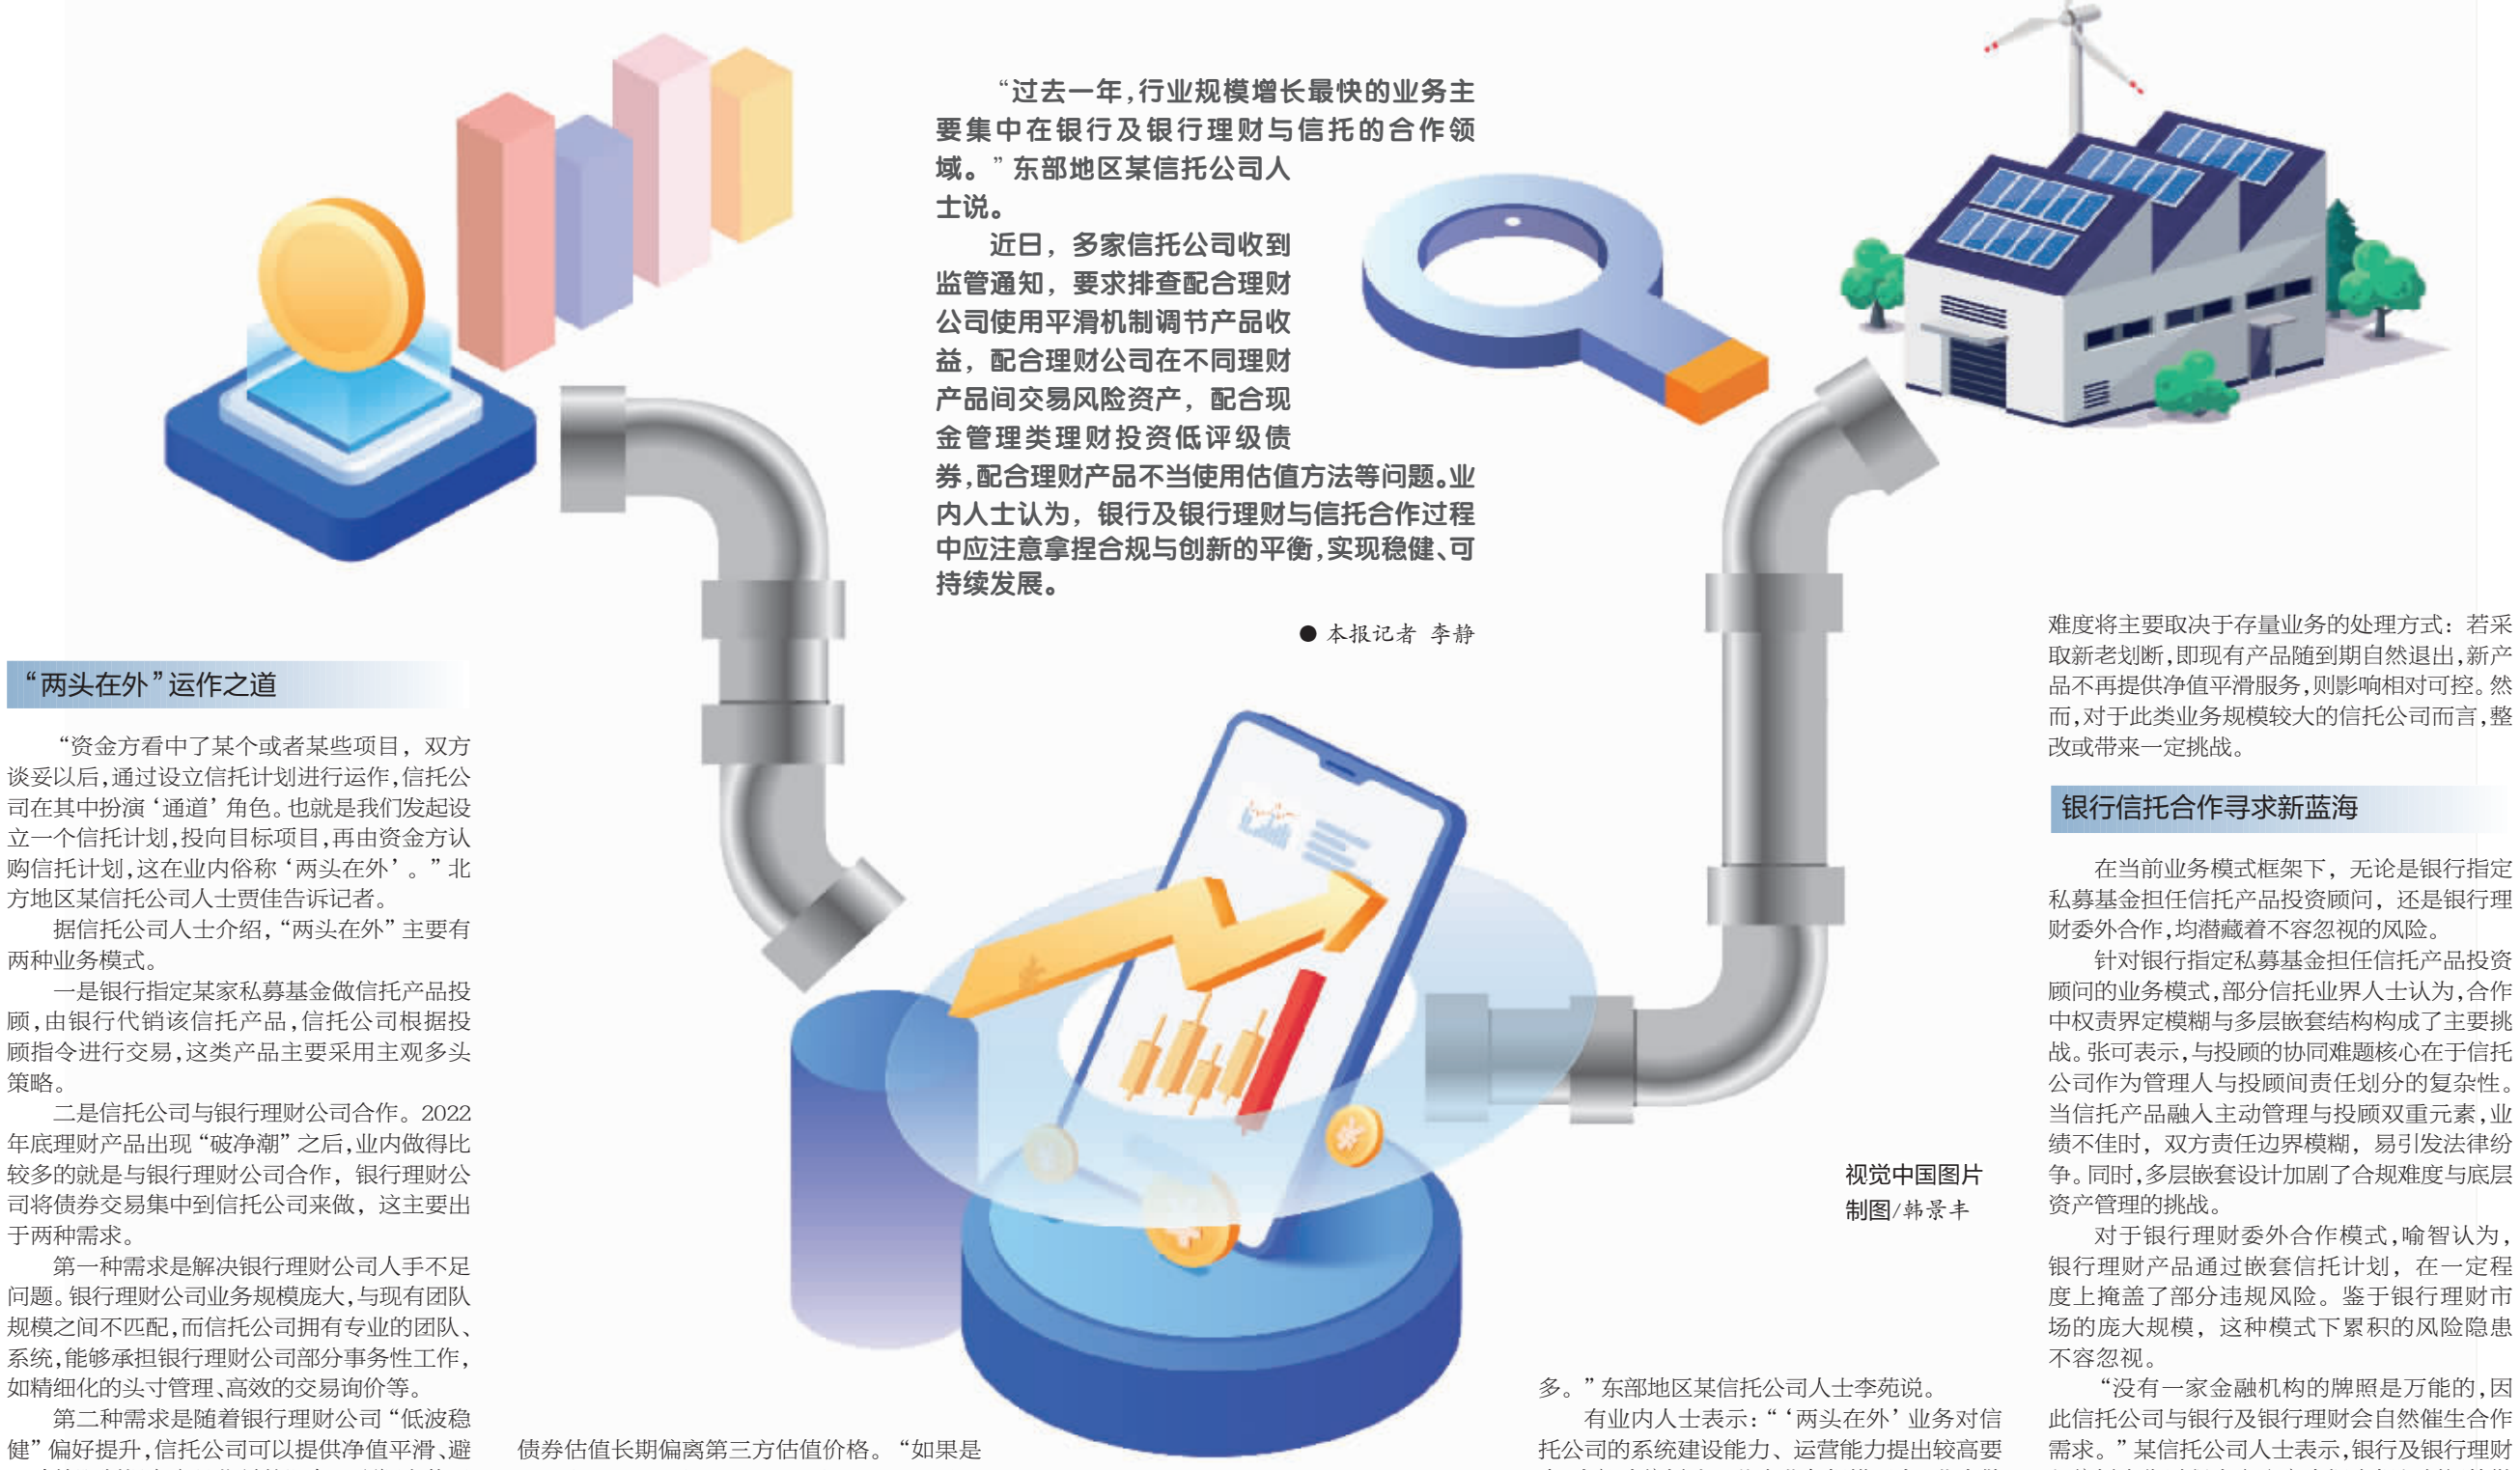 “过去一年,行业规模增长最快的业务主
要集中在银行及银行理财与信托的合作领
域。”东部地区某信托公司人
士说。
近日，多家信托公司收到
监管通知，要求排查配合理财
公司使用平滑机制调节产品收
益，配合理财公司在不同理财
产品间交易风险资产，配合现
金管理类理财投资低评级债
券,配合理财产品不当使用估值方法等问题。业
内人士认为，银行及银行理财与信托合作过程
中应注意拿捏合规与创新的平衡,实现稳健、可
持续发展。
● 本报记者 李静
“两头在外”运作之道
“资金方看中了某个或者某些项目，双方
谈妥以后,通过设立信托计划进行运作,信托公
司在其中扮演‘通道’角色。也就是我们发起设
立一个信托计划,投向目标项目,再由资金方认
购信托计划,这在业内俗称‘两头在外’。”北
方地区某信托公司人士贾佳告诉记者。
据信托公司人士介绍，“两头在外”主要有
两种业务模式。
一是银行指定某家私募基金做信托产品投
顾,由银行代销该信托产品,信托公司根据投
顾指令进行交易,这类产品主要采用主观多头
策略。
二是信托公司与银行理财公司合作。2022
年底理财产品出现“破净潮”之后,业内做得比
较多的就是与银行理财公司合作，银行理财公
司将债券交易集中到信托公司来做，这主要出
于两种需求。
第一种需求是解决银行理财公司人手不足
问题。银行理财公司业务规模庞大,与现有团队
规模之间不匹配,而信托公司拥有专业的团队、
系统,能够承担银行理财公司部分事务性工作,
如精细化的头寸管理、高效的交易询价等。
第二种需求是随着银行理财公司“低波稳
健”偏好提升,信托公司可以提供净值平滑、避
债券估值长期偏离第三方估值价格。“如果是
多。”东部地区某信托公司人士李苑说。
有业内人士表示：“‘两头在外’业务对信
托公司的系统建设能力、运营能力提出较高要
视觉中国图片
制图/韩景丰
难度将主要取决于存量业务的处理方式：若采
取新老划断,即现有产品随到期自然退出,新产
品不再提供净值平滑服务,则影响相对可控。然
而,对于此类业务规模较大的信托公司而言,整
改或带来一定挑战。
银行信托合作寻求新蓝海
在当前业务模式框架下，无论是银行指定
私募基金担任信托产品投资顾问，还是银行理
财委外合作,均潜藏着不容忽视的风险。
针对银行指定私募基金担任信托产品投资
顾问的业务模式,部分信托业界人士认为,合作
中权责界定模糊与多层嵌套结构构成了主要挑
战。张可表示,与投顾的协同难题核心在于信托
公司作为管理人与投顾间责任划分的复杂性。
当信托产品融入主动管理与投顾双重元素,业
绩不佳时，双方责任边界模糊，易引发法律纷
争。同时,多层嵌套设计加剧了合规难度与底层
资产管理的挑战。
对于银行理财委外合作模式,喻智认为，
银行理财产品通过嵌套信托计划，在一定程
度上掩盖了部分违规风险。鉴于银行理财市
场的庞大规模，这种模式下累积的风险隐患
不容忽视。
“没有一家金融机构的牌照是万能的,因
此信托公司与银行及银行理财会自然催生合作
需求。”某信托公司人士表示,银行及银行理财